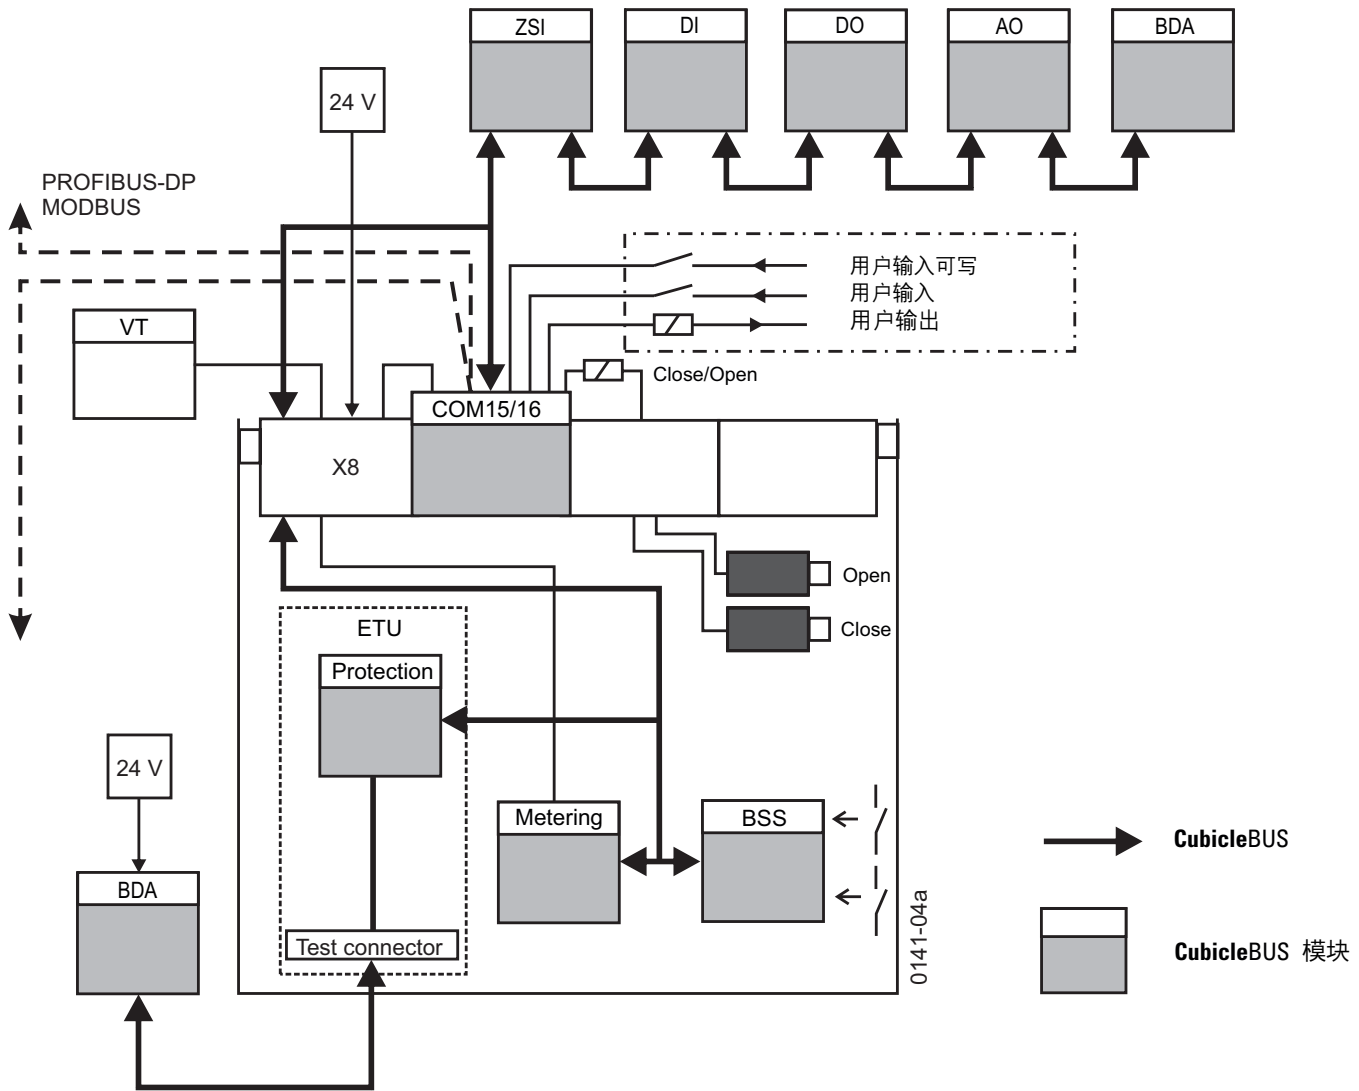 ZSI
DI
DO
AO
BDA
24 V
PROFIBUS-DP
MODBUS
用户输入可写
用户输入
用户输出
VT
Close/Open
COM15/16
X8
Open
Close
ETU
Protection
24 V
Metering
BSS
CubicleBUS
BDA
Test connector
0141-04a
CubicleBUS 模块